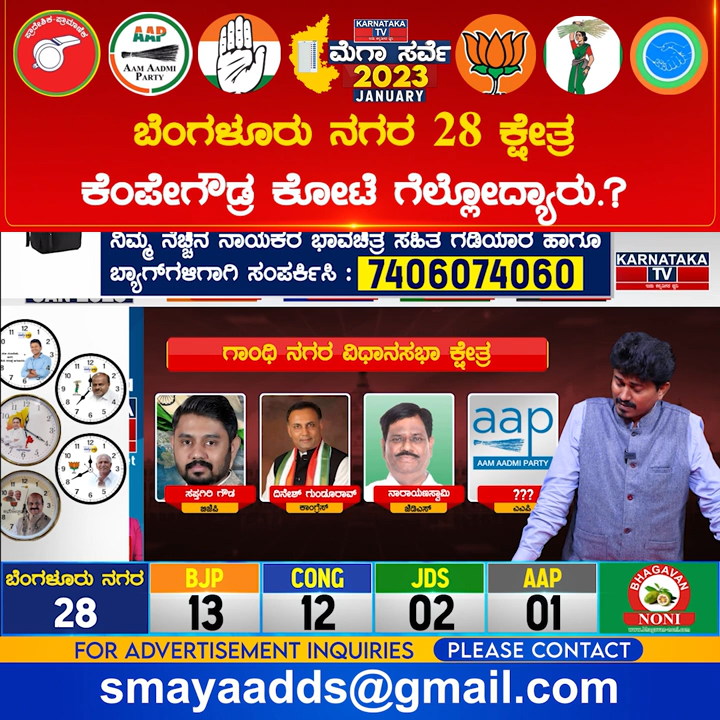 ಪ್ರಾದೇಶಿಕ-ಪ್ರಾಮಾಣಿಕ
AAP
AAM AADMI
PARTY
KARNATAKA
TV
ಮೆಗಾ ಸರ್ವೆ
2023
JANUARY
ಬೆಂಗಳೂರು ನಗರ 28 ಕ್ಷೇತ್ರ
ಕೆಂಪೇಗೌಡ್ರ ಕೋಟೆ ಗೆಲ್ಲೋದ್ಯಾರು.?
ನಿಮ್ಮ ನೆಚ್ಚಿನ ನಾಯಕರ ಭಾವಚಿತ್ರ ಸಹಿತ ಗಡಿಯಾರ ಹಾಗೂ
ಬ್ಯಾಗ್‌ಗಳಿಗಾಗಿ ಸಂಪರ್ಕಿಸಿ : 7406074060
KARNATAKA
TV
ಗಾಂಧಿ ನಗರ ವಿಧಾನಸಭಾ ಕ್ಷೇತ್ರ
aap
AAM AADMI PARTY
ಸಪ್ತಗಿರಿ ಗೌಡ
ದಿನೇಶ್ ಗುಂಡೂರಾವ್
ನಾರಾಯಣಸ್ವಾಮಿ
???
ಬಿಜೆಪಿ
ಕಾಂಗ್ರೆಸ್
ಜೆಡಿಎಸ್
ಎಎಪಿ
ಬೆಂಗಳೂರು ನಗರ
28
BJP
13
CONG
12
JDS
02
AAP
01
BHAGAVAN
NONI
FOR ADVERTISEMENT INQUIRIES PLEASE CONTACT
smayaadds@gmail.com